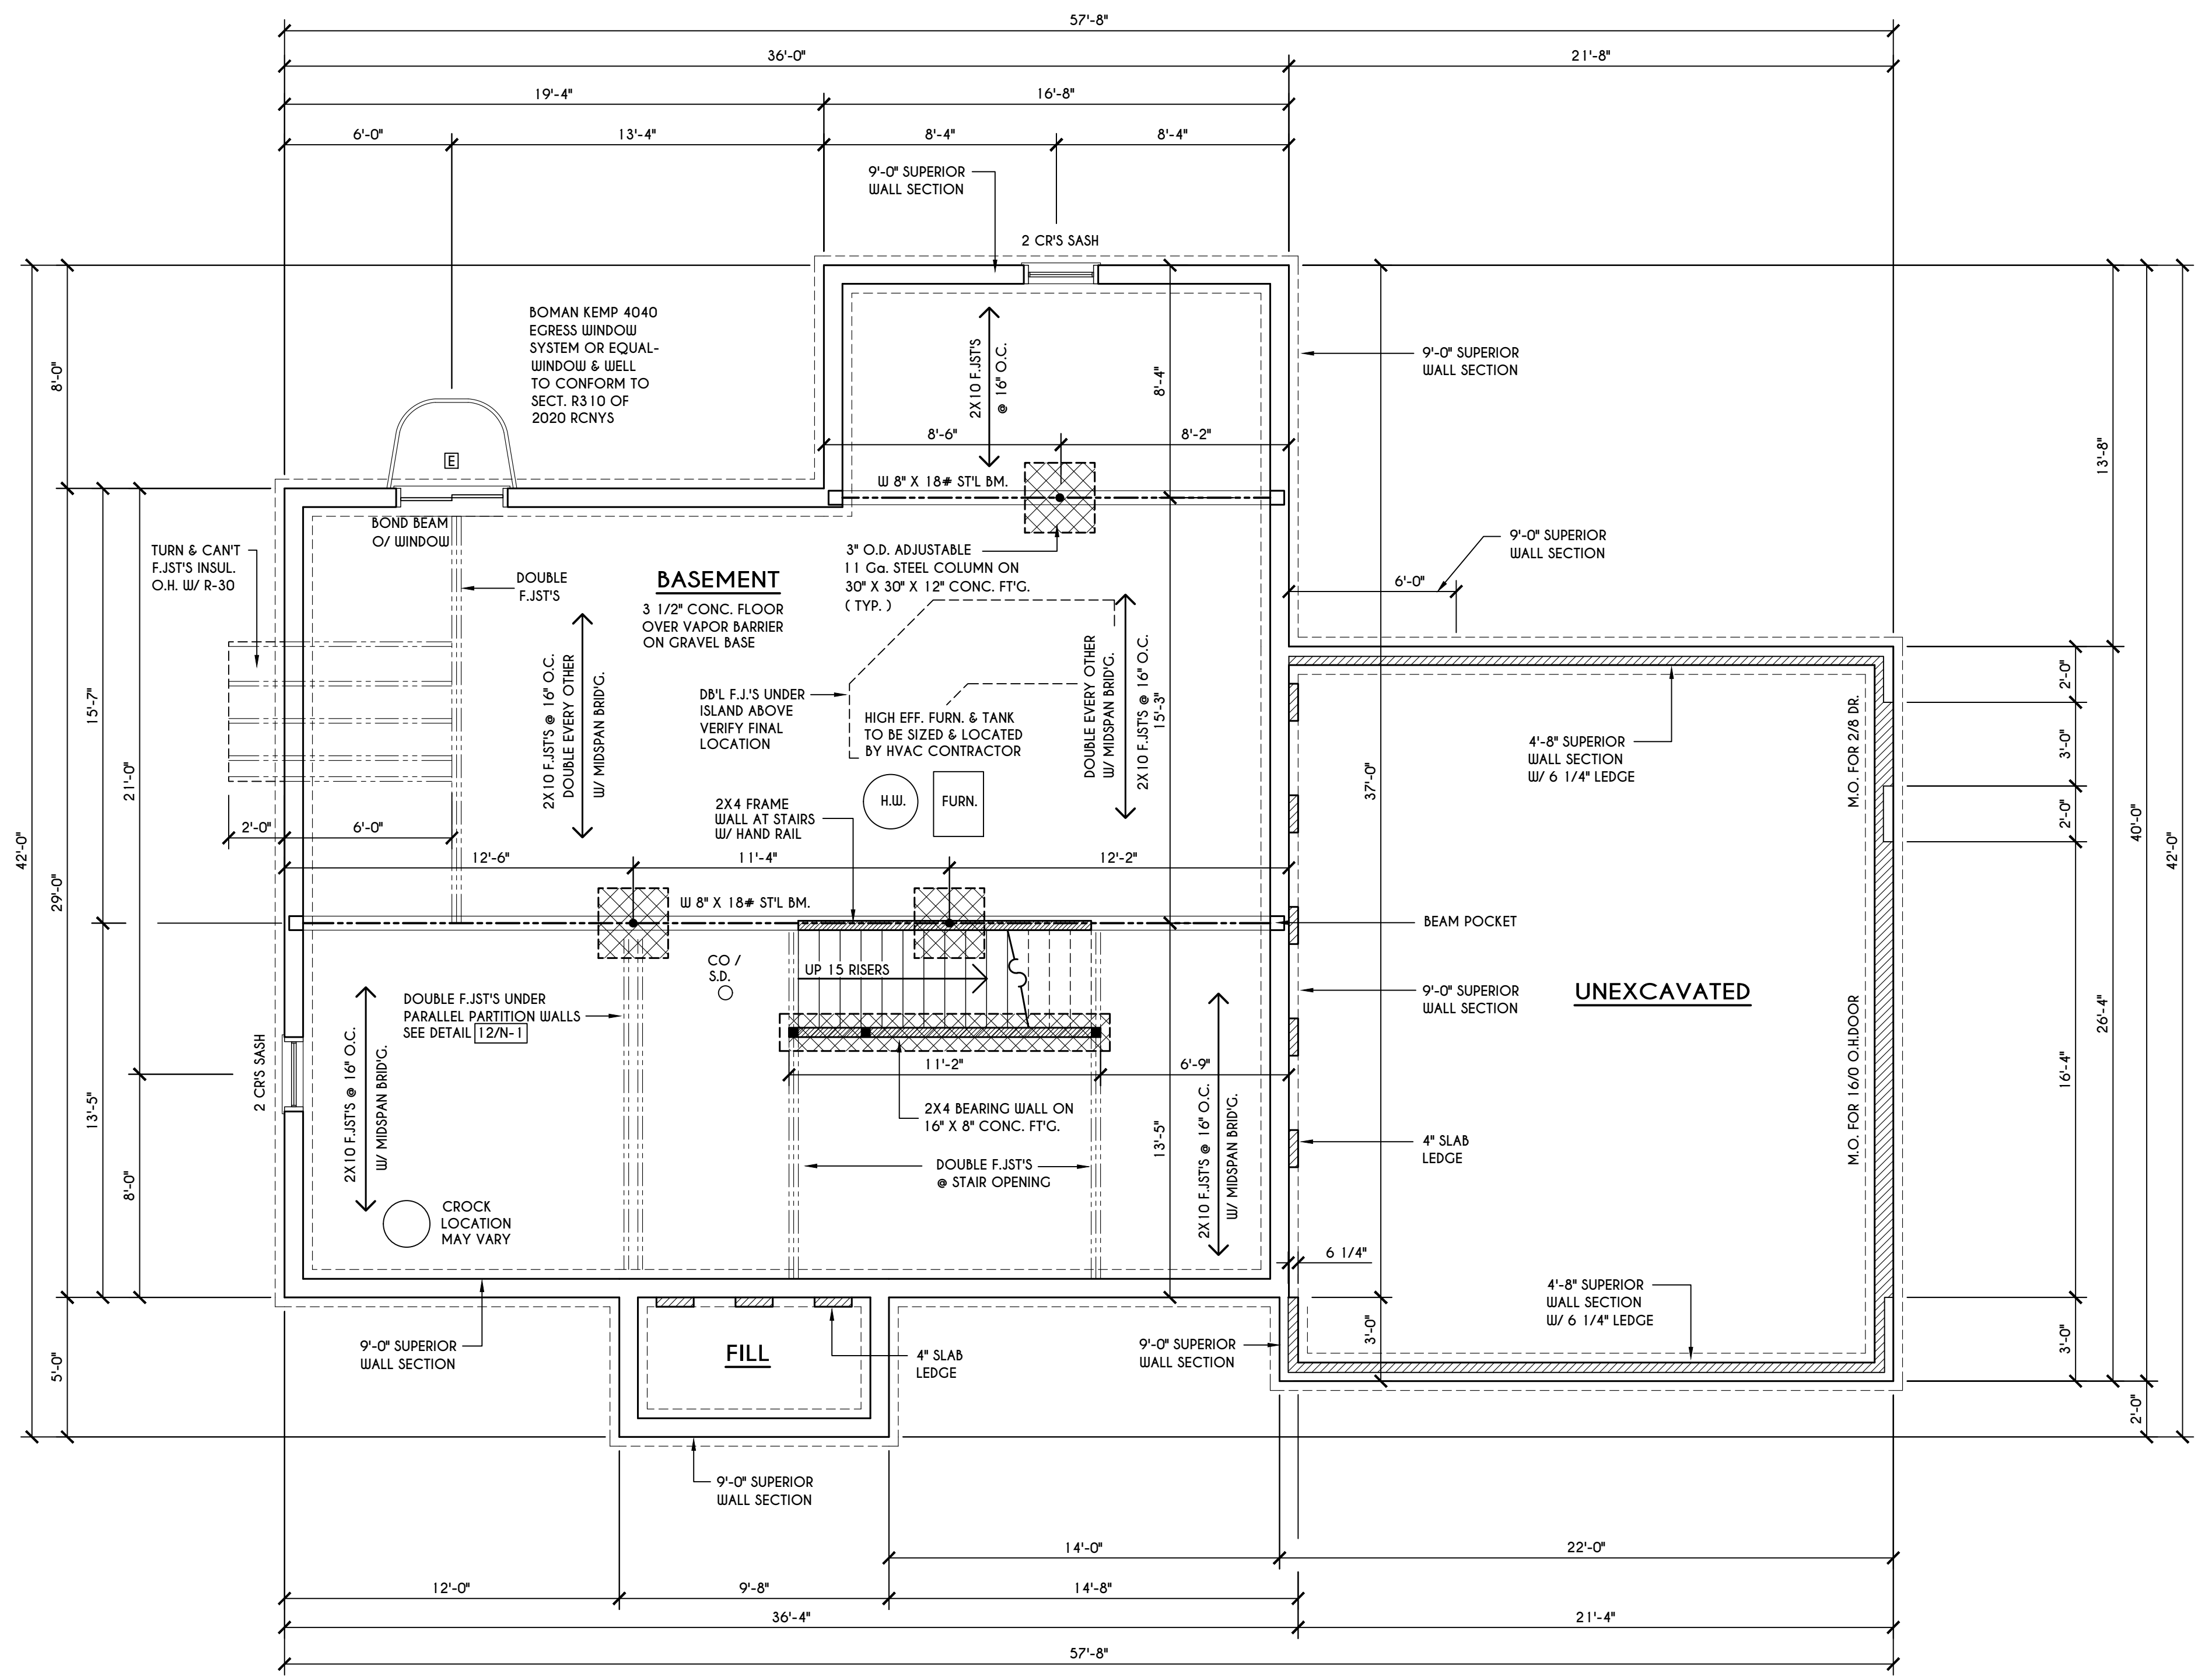 57'-8"
36'-0"
21'-8"
19'-4"
16'-8"
6'-0"
13'-4"
8'-4"
8'-4"
9'-0" SUPERIOR
WALL SECTION
2 CR'S SASH
BOMAN KEMP 4040
EGRESS WINDOW
SYSTEM OR EQUAL-
WINDOW & WELL
TO CONFORM TO
SECT. R310 OF
2020 RCNYS
E
8'-0"
2X10 F.JST'S
@ 16" O.C.
8'-4"
9'-0" SUPERIOR
WALL SECTION
13'-8"
8'-6"
8'-2"
W 8" X 18# ST'L BM.
BOND BEAM
O/ WINDOW
TURN & CAN'T
F.JST'S INSUL.
O.H. W/ R-30
DOUBLE
F.JST'S
BASEMENT
3 1/2" CONC. FLOOR
OVER VAPOR BARRIER
ON GRAVEL BASE
3" O.D. ADJUSTABLE
11 Ga. STEEL COLUMN ON
30" X 30" X 12" CONC. FT'G.
( TYP. )
9'-0" SUPERIOR
WALL SECTION
6'-0"
15'-7"
21'-0"
42'-0"
29'-0"
2X10 F.JST'S @ 16" O.C.
DOUBLE EVERY OTHER
W/ MIDSPAN BRID'G.
DB'L F.J.'S UNDER
ISLAND ABOVE
VERIFY FINAL
LOCATION
HIGH EFF. FURN. & TANK
TO BE SIZED & LOCATED
BY HVAC CONTRACTOR
DOUBLE EVERY OTHER
W/ MIDSPAN BRID'G.
2X10 F.JST'S @ 16" O.C.
15'-3"
37'-0"
4'-8" SUPERIOR
WALL SECTION
W/ 6 1/4" LEDGE
M.O. FOR 2/8 DR.
2'-0"
3'-0"
2'-0"
40'-0"
42'-0"
H.W.
FURN.
2X4 FRAME
WALL AT STAIRS
W/ HAND RAIL
2'-0"
6'-0"
12'-6"
11'-4"
12'-2"
W 8" X 18# ST'L BM.
BEAM POCKET
CO /
S.D.
UP 15 RISERS
DOUBLE F.JST UNDER
PARALLEL PARTITION WALLS
SEE DETAIL 12/N-1
9'-0" SUPERIOR
WALL SECTION
UNEXCAVATED
26'-4"
16'-4"
M.O. FOR 16/0 O.H.DOOR
2 CR'S SASH
13'-5"
8'-0"
2X10 F.JST'S @ 16" O.C.
W/ MIDSPAN BRID'G.
11'-2"
6'-9"
2X4 BEARING WALL ON
16" X 8" CONC. FT'G.
DOUBLE F.JST'S
@ STAIR OPENING
13'-5"
2X10 F.JST'S @ 16" O.C.
W/ MIDSPAN BRID'G.
4" SLAB
LEDGE
CROCK
LOCATION
MAY VARY
6 1/4"
4'-8" SUPERIOR
WALL SECTION
W/ 6 1/4" LEDGE
5'-0"
9'-0" SUPERIOR
WALL SECTION
FILL
4" SLAB
LEDGE
9'-0" SUPERIOR
WALL SECTION
3'-0"
3'-0"
2'-0"
9'-0" SUPERIOR
WALL SECTION
14'-0"
22'-0"
12'-0"
9'-8"
14'-8"
36'-4"
21'-4"
57'-8"